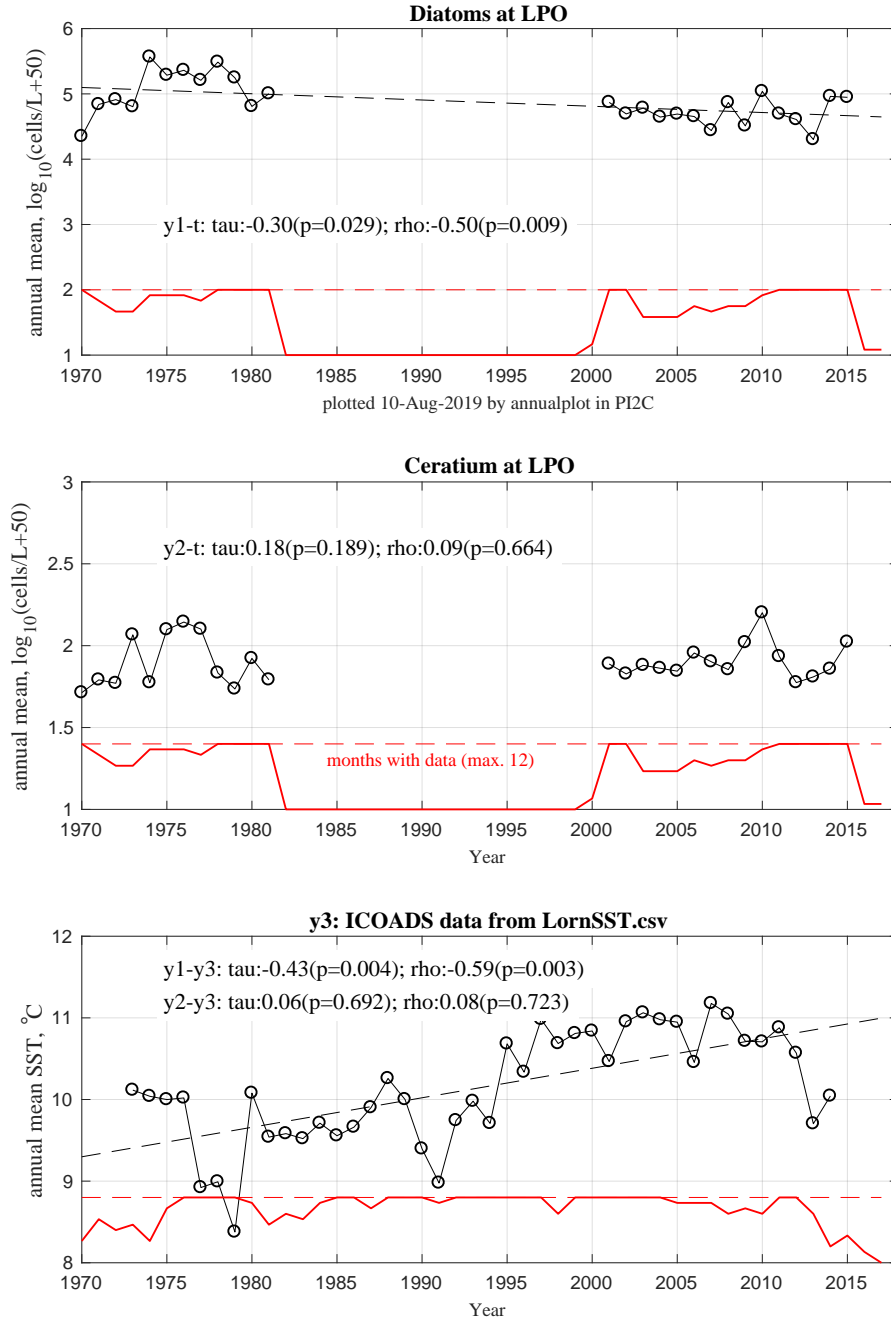 Diatoms at LPO
annual mean, log10(cells/L+50)
6
5
4
3
2
1
y1-t: tau:-0.30(p=0.029); rho:-0.50(p=0.009)
1970 1975 1980 1985 1990 1995 2000 2005 2010 2015
plotted 10-Aug-2019 by annualplot in PI2C
Ceratium at LPO
annual mean, log10(cells/L+50)
3
2.5
2
1.5
1
y2-t: tau:0.18(p=0.189); rho:0.09(p=0.664)
months with data (max. 12)
1970 1975 1980 1985 1990 1995 2000 2005 2010 2015
Year
y3: ICOADS data from LornSST.csv
annual mean SST, °C
12
11
10
9
8
y1-y3: tau:-0.43(p=0.004); rho:-0.59(p=0.003)
y2-y3: tau:0.06(p=0.692); rho:0.08(p=0.723)
1970 1975 1980 1985 1990 1995 2000 2005 2010 2015
Year